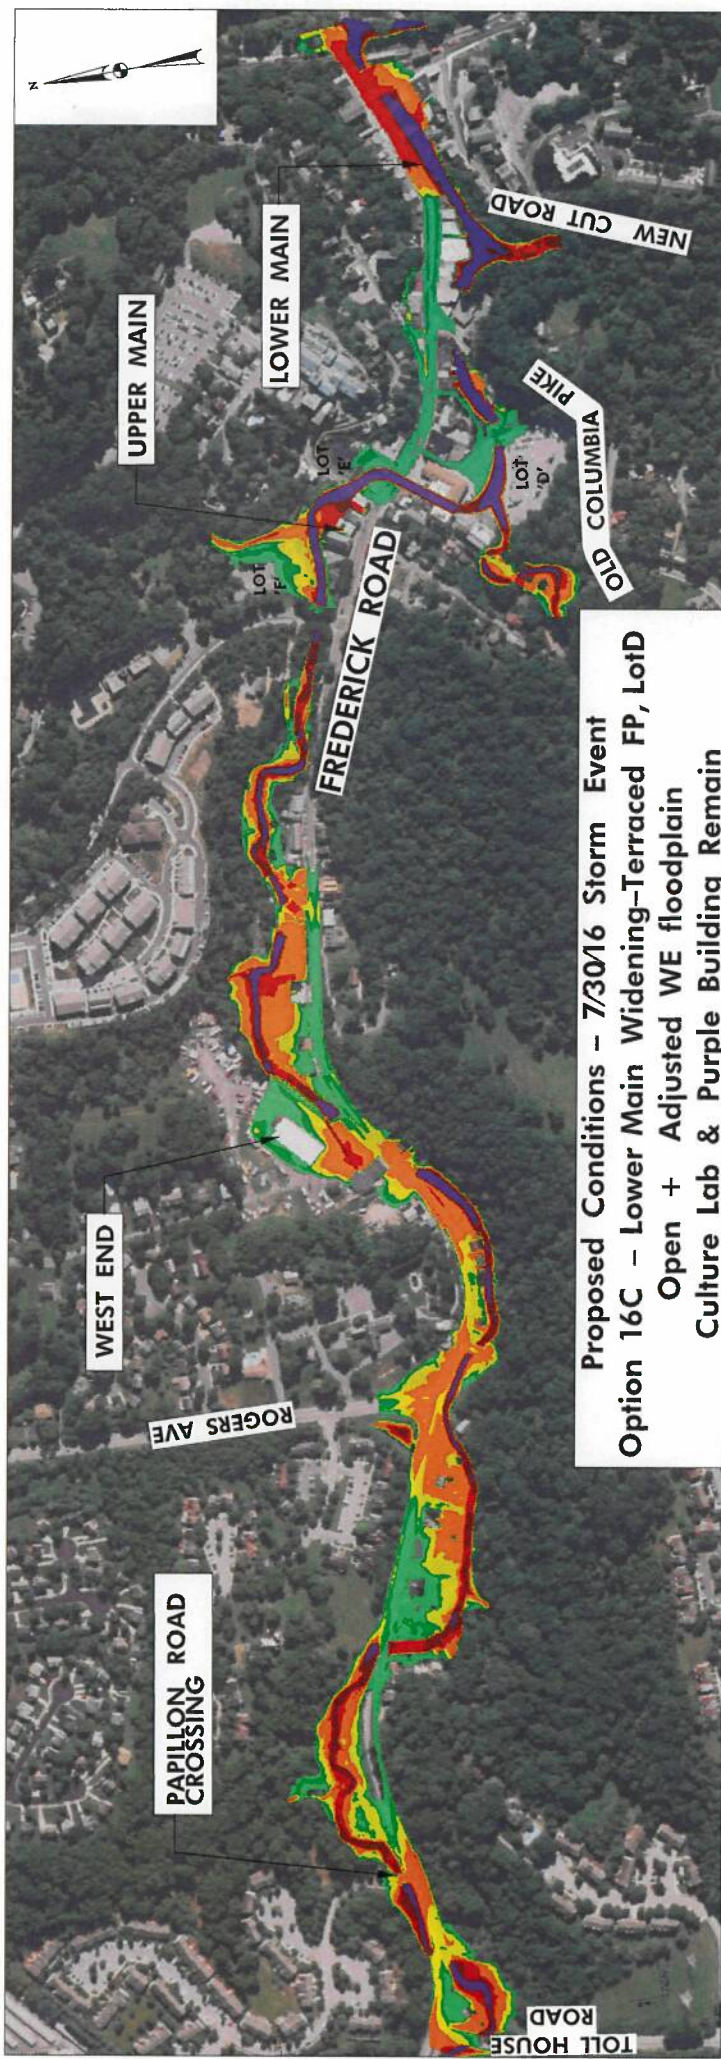 N
PAPILLON ROAD
CROSSING
TOLL HOUSE
ROAD
ROGERS AVE
WEST END
FREDERICK ROAD
UPPER MAIN
LOT
'F'
LOT
'E'
LOT
'D'
LOWER MAIN
OLD COLUMBIA
PIKE
NEW CUT ROAD
Proposed Conditions – 7/30/16 Storm Event
Option 16C – Lower Main Widening–Terraced FP, LotD
Open + Adjusted WE floodplain
Culture Lab & Purple Building Remain